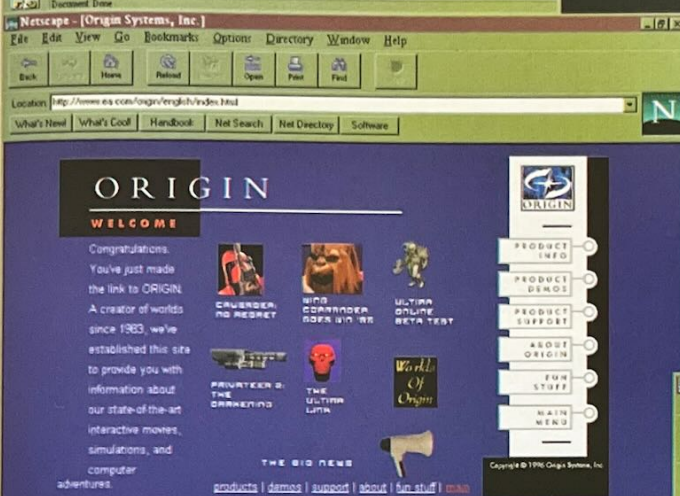 Document Done
Netscape - [Origin Systems, Inc.]
File Edit View Go Bookmarks Options Directory Window Help
Back Home Reload Open Print Find
Location: http://www.ea.com/origin/english/index.html
N
What's New! What's Cool! Handbook Net Search Net Directory Software
ORIGIN
WELCOME
Congratulations.
You've just made
the link to ORIGIN.
A creator of worlds
since 1983, we've
established this site
to provide you with
information about
our state-of-the-art
interactive movies,
simulations, and
computer
adventures.
CRUSADER:
NO REGRET
WING
COMMANDER
GOES WIN '95
ULTIMA
ONLINE
BETA TEST
PRIVATEER 2:
THE
DARKENING
THE
ULTIMA
LINK
Worlds
Of
Origin
THE BIG NEWS
products | demos | support | about | fun stuff | main
ORIGIN
PRODUCT
INFO
PRODUCT
DEMOS
PRODUCT
SUPPORT
ABOUT
ORIGIN
FUN
STUFF
MAIN
MENU
Copyright © 1996 Origin Systems, Inc.